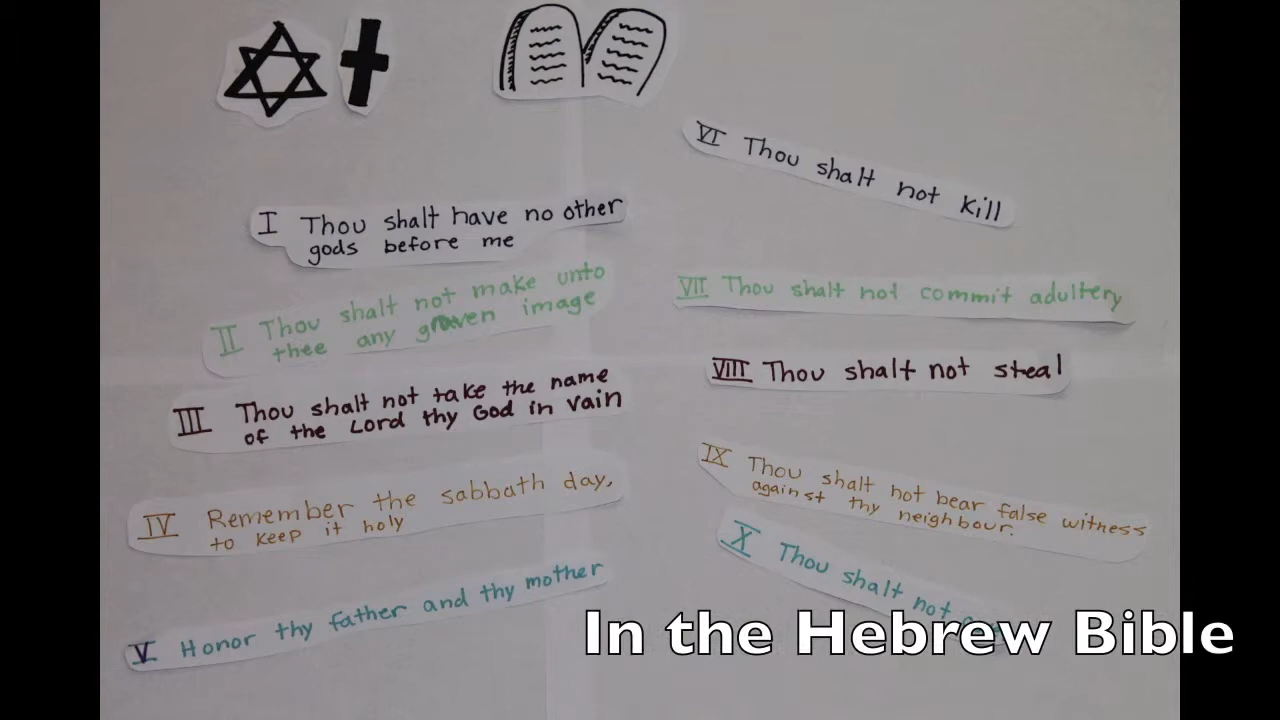 I Thou shalt have no other
gods before me
II Thou shalt not make unto
thee any graven image
III Thou shalt not take the name
of the Lord thy God in vain
IV Remember the sabbath day,
to keep it holy
V Honor thy father and thy mother
VI Thou shalt not kill
VII Thou shalt not commit adultery
VIII Thou shalt not steal
IX Thou shalt not bear false witness
against thy neighbour.
X Thou shalt not
In the Hebrew Bible